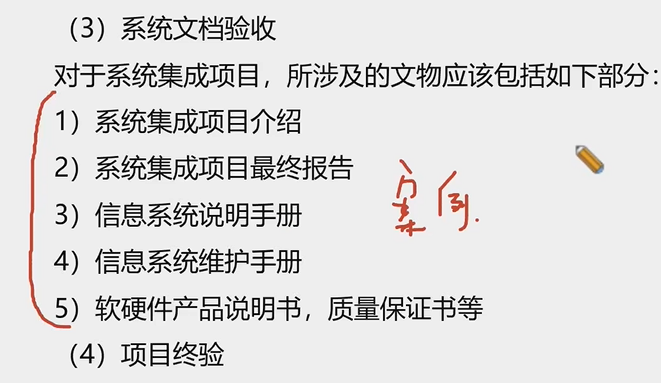 （3）系统文档验收
对于系统集成项目，所涉及的文物应该包括如下部分：
1）系统集成项目介绍
2）系统集成项目最终报告
3）信息系统说明手册
4）信息系统维护手册
5）软硬件产品说明书，质量保证书等
（4）项目终验
案例.